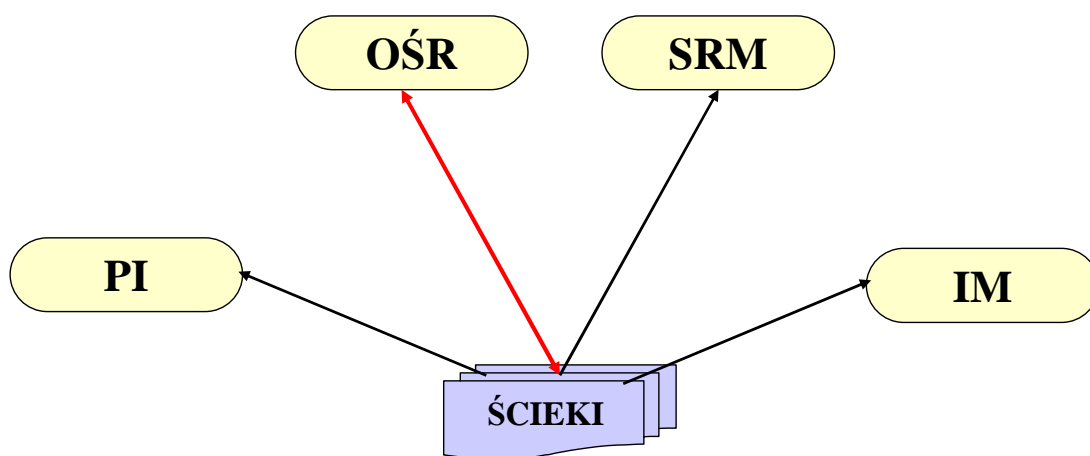 OŚR
SRM
PI
IM
ŚCIEKI